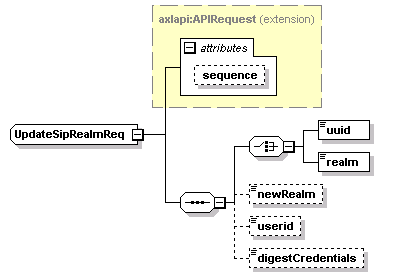 axlapi:APIRequest (extension)
attributes
sequence
UpdateSipRealmReq
uuid
realm
newRealm
userid
digestCredentials